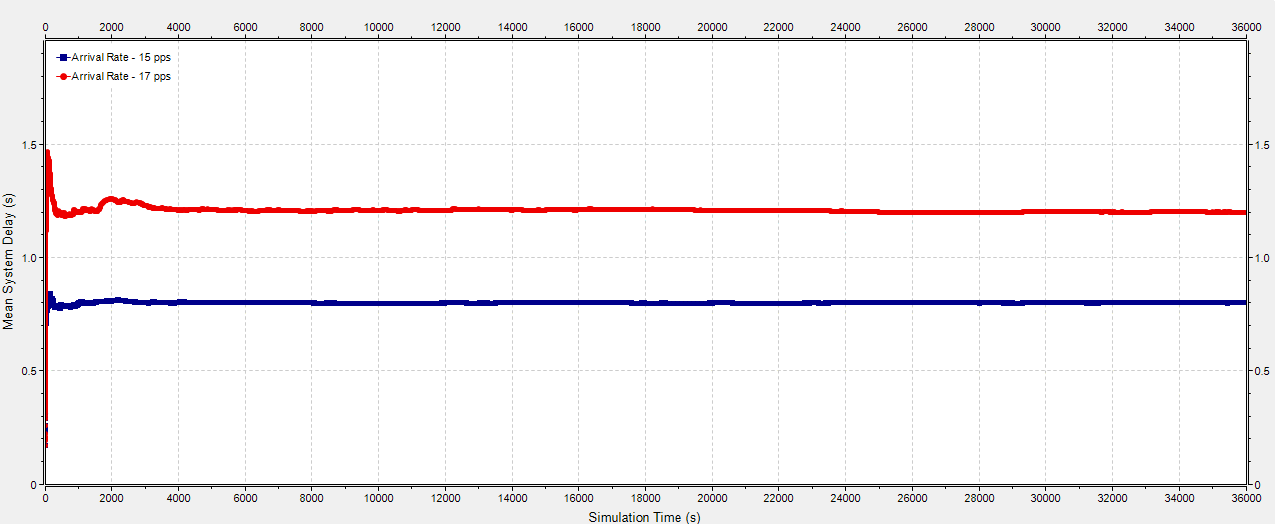 0 2000 4000 6000 8000 10000 12000 14000 16000 18000 20000 22000 24000 26000 28000 30000 32000 34000 36000
Arrival Rate - 15 pps
Arrival Rate - 17 pps
1.5 1.5
1.0 1.0
0.5 0.5
0 0
Mean System Delay (s)
0 2000 4000 6000 8000 10000 12000 14000 16000 18000 20000 22000 24000 26000 28000 30000 32000 34000 36000
Simulation Time (s)